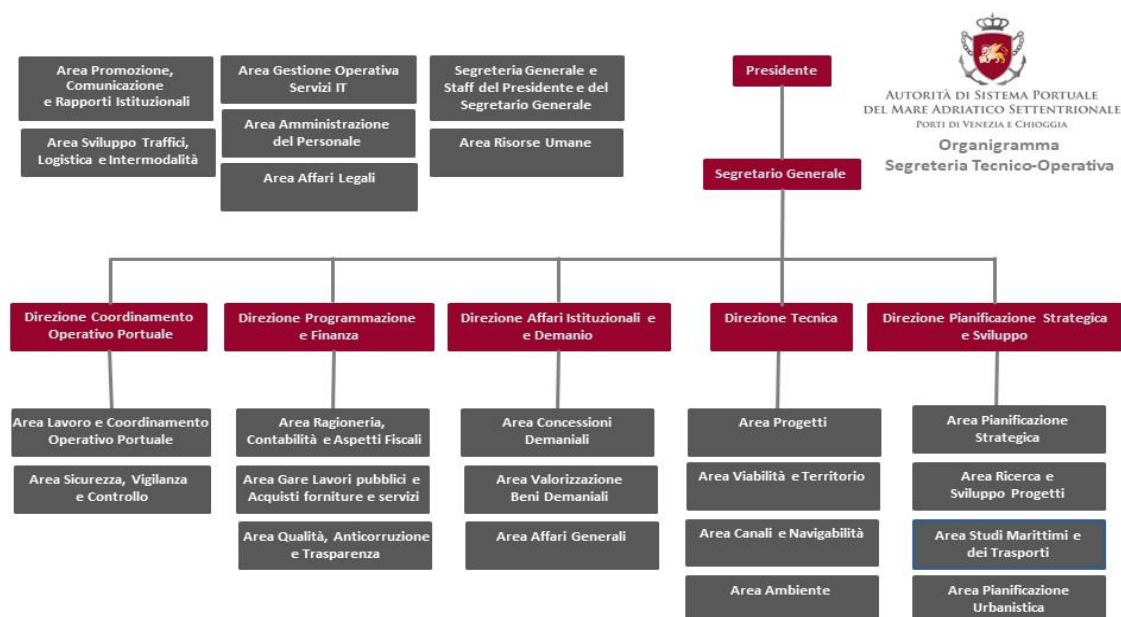 Area Promozione,
Comunicazione
e Rapporti Istituzionali
Area Sviluppo Traffici,
Logistica e Intermodalità
Area Gestione Operativa
Servizi IT
Area Amministrazione
del Personale
Area Affari Legali
Segreteria Generale e
Staff del Presidente e del
Segretario Generale
Area Risorse Umane
Presidente
Segretario Generale
AUTORITÀ DI SISTEMA PORTUALE
DEL MARE ADRIATICO SETTENTRIONALE
PORTI DI VENEZIA E CHIOGGIA
Organigramma
Segreteria Tecnico-Operativa
Direzione Coordinamento
Operativo Portuale
Area Lavoro e Coordinamento
Operativo Portuale
Area Sicurezza, Vigilanza
e Controllo
Direzione Programmazione
e Finanza
Area Ragioneria,
Contabilità e Aspetti Fiscali
Area Gare Lavori pubblici e
Acquisti forniture e servizi
Area Qualità, Anticorruzione
e Trasparenza
Direzione Affari Istituzionali e
e Demanio
Area Concessioni
Demaniali
Area Valorizzazione
Beni Demaniali
Area Affari Generali
Direzione Tecnica
Area Progetti
Area Viabilità e Territorio
Area Canali e Navigabilità
Area Ambiente
Direzione Pianificazione Strategica
e Sviluppo
Area Pianificazione
Strategica
Area Ricerca e
Sviluppo Progetti
Area Studi Marittimi e
dei Trasporti
Area Pianificazione
Urbanistica